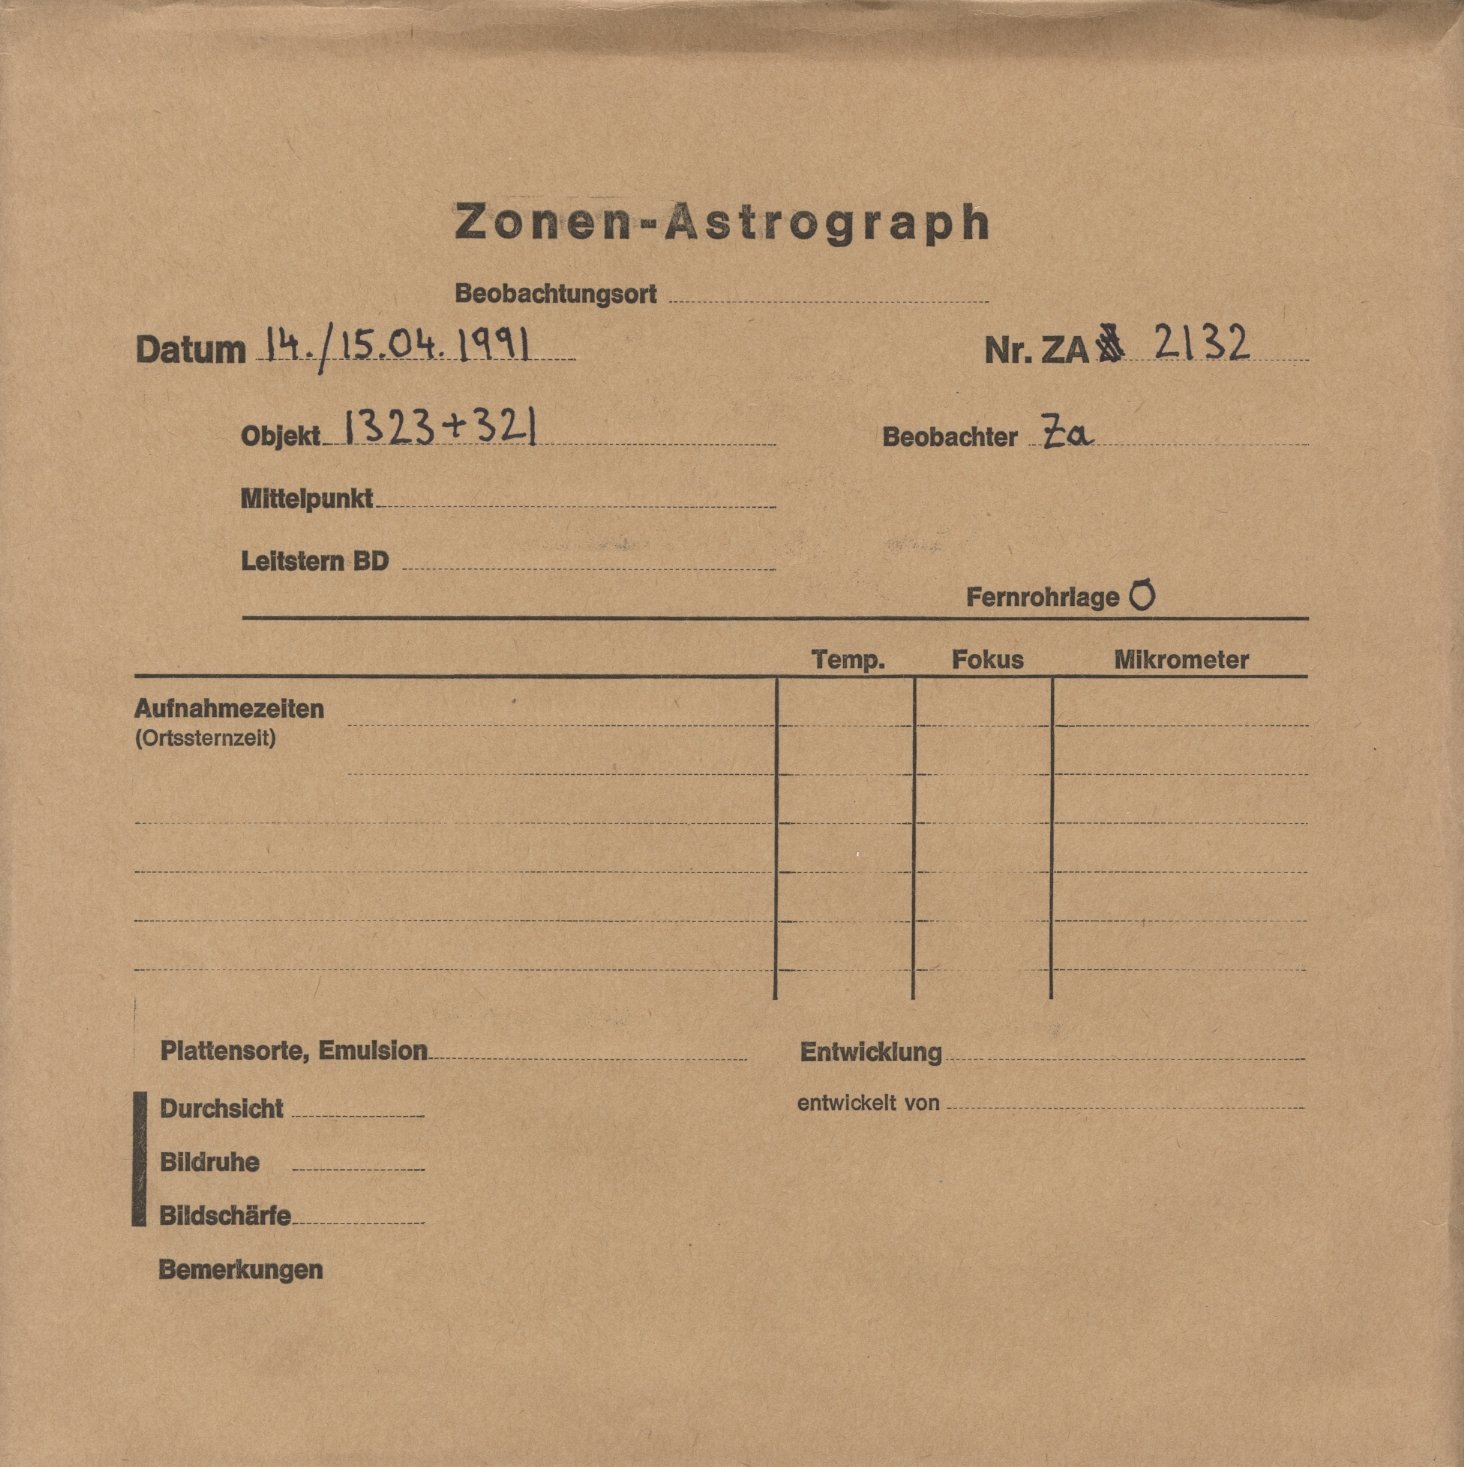 Zonen-Astrograph
Beobachtungsort
Datum 14./15.04.1991 Nr. ZA 2132
Objekt 1323+321 Beobachter Za
Mittelpunkt
Leitstern BD
Fernrohrlage O
Temp. Fokus Mikrometer
Aufnahmezeiten
(Ortssternzeit)
Plattensorte, Emulsion Entwicklung
Durchsicht entwickelt von
Bildruhe
Bildschärfe
Bemerkungen